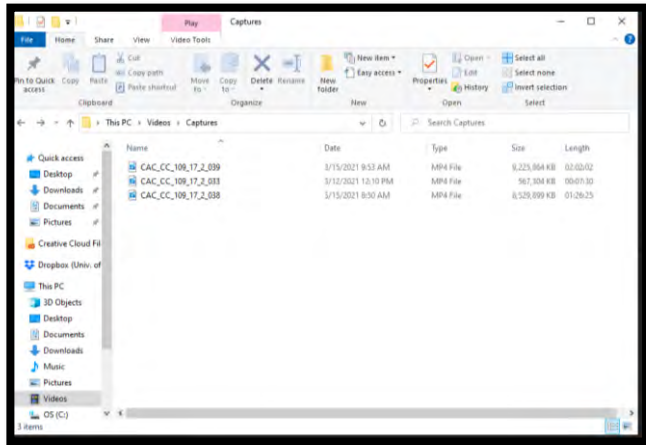 Play Captures
File Home Share View Video Tools
Pin to Quick access
Copy
Paste
Cut
Copy path
Paste shortcut
Clipboard
Move to
Copy to
Delete
Rename
Organize
New folder
New item
Easy access
New
Properties
Open
Edit
History
Open
Select all
Select none
Invert selection
Select
This PC › Videos › Captures
Search Captures
Name Date Type Size Length
CAC_CC_109_17_2_039 3/15/2021 9:53 AM MP4 File 9,225,864 KB 02:02:02
CAC_CC_109_17_2_033 3/12/2021 12:10 PM MP4 File 567,304 KB 00:07:30
CAC_CC_109_17_2_038 3/15/2021 8:50 AM MP4 File 6,529,899 KB 01:26:25
Quick access
Desktop
Downloads
Documents
Pictures
Creative Cloud Fil
Dropbox (Univ. of
This PC
3D Objects
Desktop
Documents
Downloads
Music
Pictures
Videos
OS (C:)
3 items